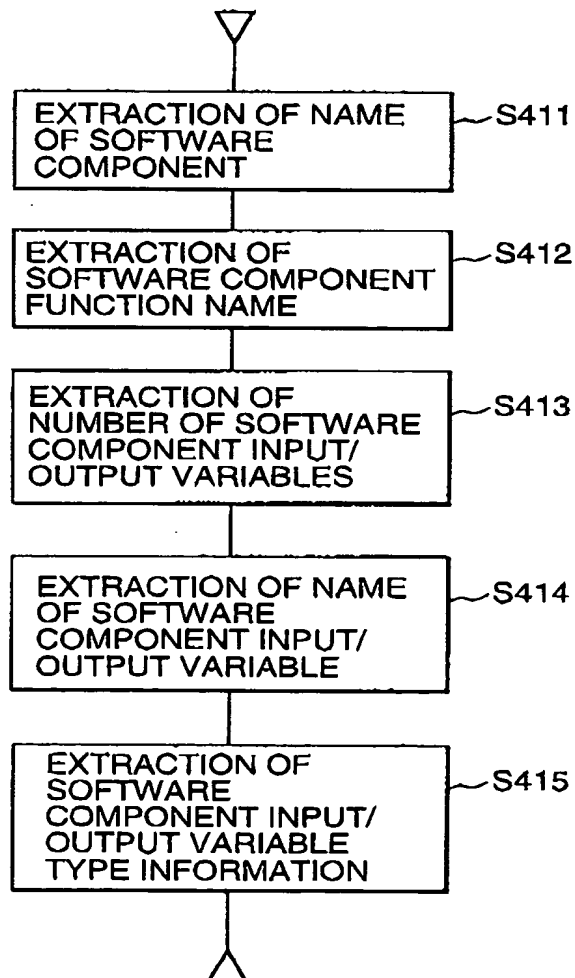 EXTRACTION OF NAME
OF SOFTWARE
COMPONENT
S411
EXTRACTION OF
SOFTWARE COMPONENT
FUNCTION NAME
S412
EXTRACTION OF
NUMBER OF SOFTWARE
COMPONENT INPUT/
OUTPUT VARIABLES
S413
EXTRACTION OF NAME
OF SOFTWARE
COMPONENT INPUT/
OUTPUT VARIABLE
S414
EXTRACTION OF
SOFTWARE
COMPONENT INPUT/
OUTPUT VARIABLE
TYPE INFORMATION
S415